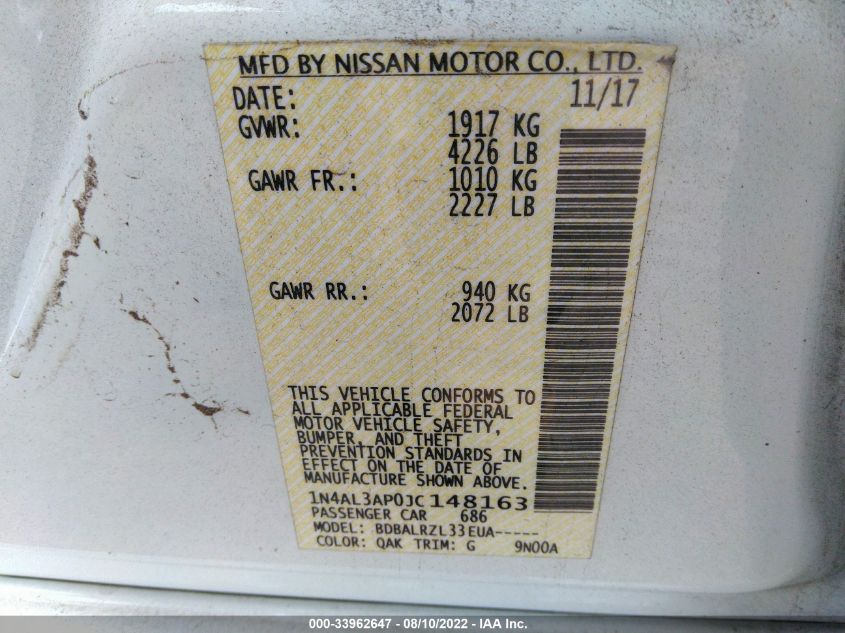 MFD BY NISSAN MOTOR CO., LTD.
DATE: 11/17
GVWR: 1917 KG
4226 LB
GAWR FR.: 1010 KG
2227 LB
GAWR RR.: 940 KG
2072 LB
THIS VEHICLE CONFORMS TO
ALL APPLICABLE FEDERAL
MOTOR VEHICLE SAFETY,
BUMPER, AND THEFT
PREVENTION STANDARDS IN
EFFECT ON THE DATE OF
MANUFACTURE SHOWN ABOVE.
1N4AL3AP0JC148163
PASSENGER CAR 686
MODEL: BDBALRZL33EUA-----
COLOR: QAK TRIM: G 9N00A
000-33962647 - 08/10/2022 - IAA Inc.